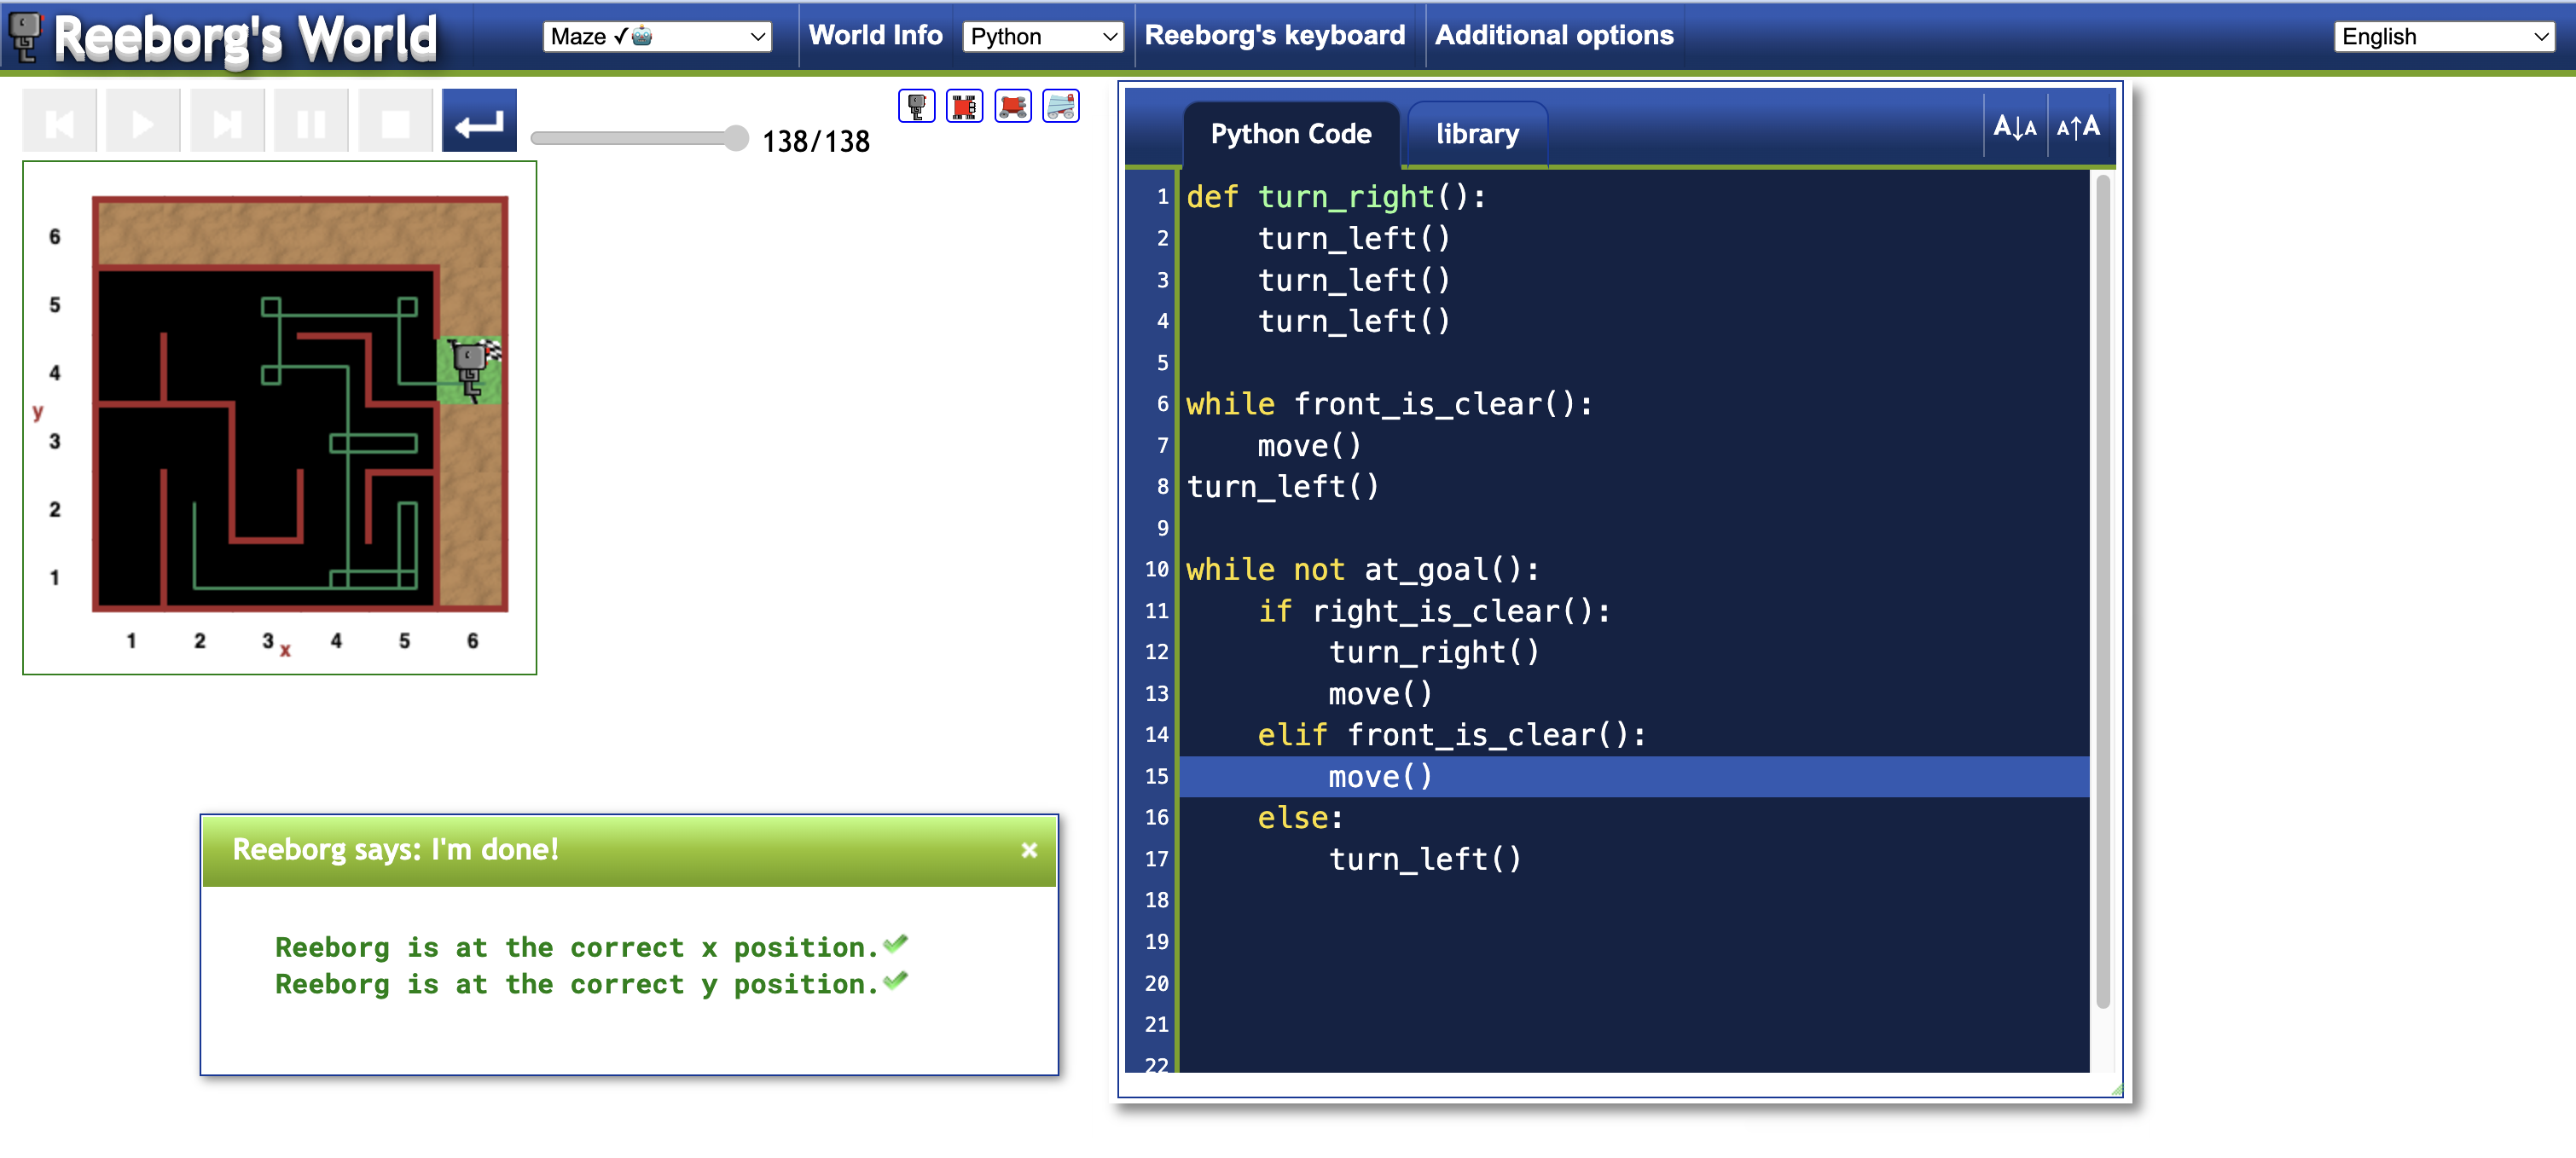 Reeborg's World
Maze ✓🤖
World Info
Python
Reeborg's keyboard
Additional options
English
138/138
Python Code
library
A↓A
A↑A
6
5
4
y
3
2
1
1 2 3 x 4 5 6
1 def turn_right():
2     turn_left()
3     turn_left()
4     turn_left()
5
6 while front_is_clear():
7     move()
8 turn_left()
9
10 while not at_goal():
11     if right_is_clear():
12         turn_right()
13         move()
14     elif front_is_clear():
15         move()
16     else:
17         turn_left()
18
19
20
21
22
Reeborg says: I'm done!
×
Reeborg is at the correct x position.✔
Reeborg is at the correct y position.✔